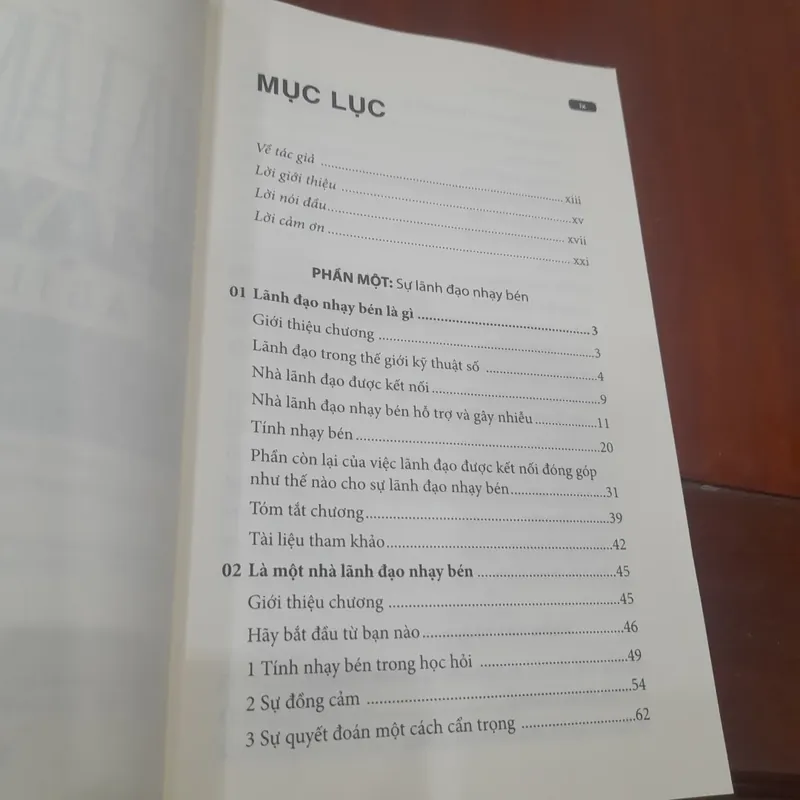 MỤC LỤC
ix
Về tác giả ........ xiii
Lời giới thiệu ........ xv
Lời nói đầu ........ xvii
Lời cảm ơn ........ xxi
PHẦN MỘT: Sự lãnh đạo nhạy bén
01 Lãnh đạo nhạy bén là gì ........ 3
Giới thiệu chương ........ 3
Lãnh đạo trong thế giới kỹ thuật số ........ 4
Nhà lãnh đạo được kết nối ........ 9
Nhà lãnh đạo nhạy bén hỗ trợ và gây nhiễu ........ 11
Tính nhạy bén ........ 20
Phần còn lại của việc lãnh đạo được kết nối đóng góp
như thế nào cho sự lãnh đạo nhạy bén ........ 31
Tóm tắt chương ........ 39
Tài liệu tham khảo ........ 42
02 Là một nhà lãnh đạo nhạy bén ........ 45
Giới thiệu chương ........ 45
Hãy bắt đầu từ bạn nào ........ 46
1 Tính nhạy bén trong học hỏi ........ 49
2 Sự đồng cảm ........ 54
3 Sự quyết đoán một cách cẩn trọng ........ 62